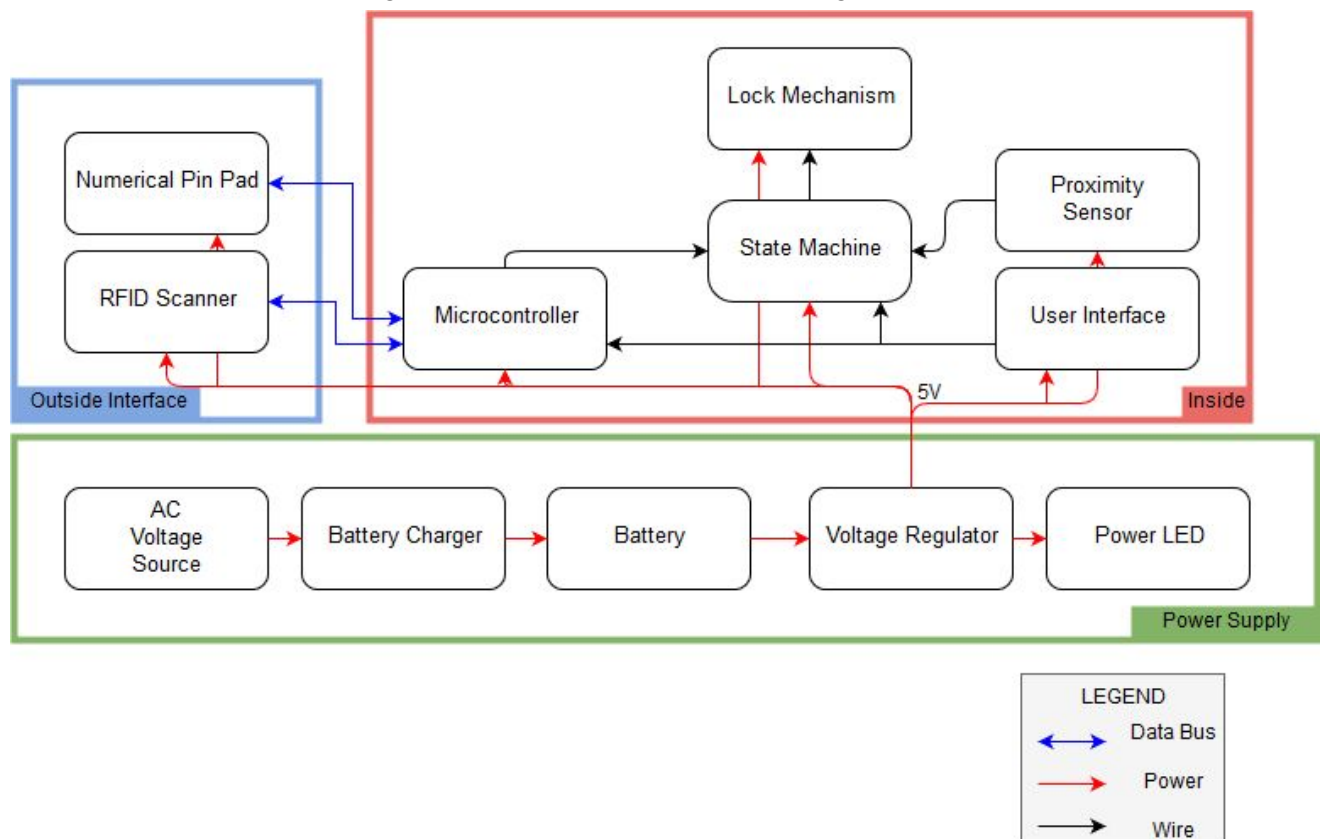 Lock Mechanism
Numerical Pin Pad
Proximity
Sensor
State Machine
RFID Scanner
Microcontroller
User Interface
5V
Outside Interface
Inside
AC
Voltage
Source
Battery Charger
Battery
Voltage Regulator
Power LED
Power Supply
LEGEND
Data Bus
Power
Wire